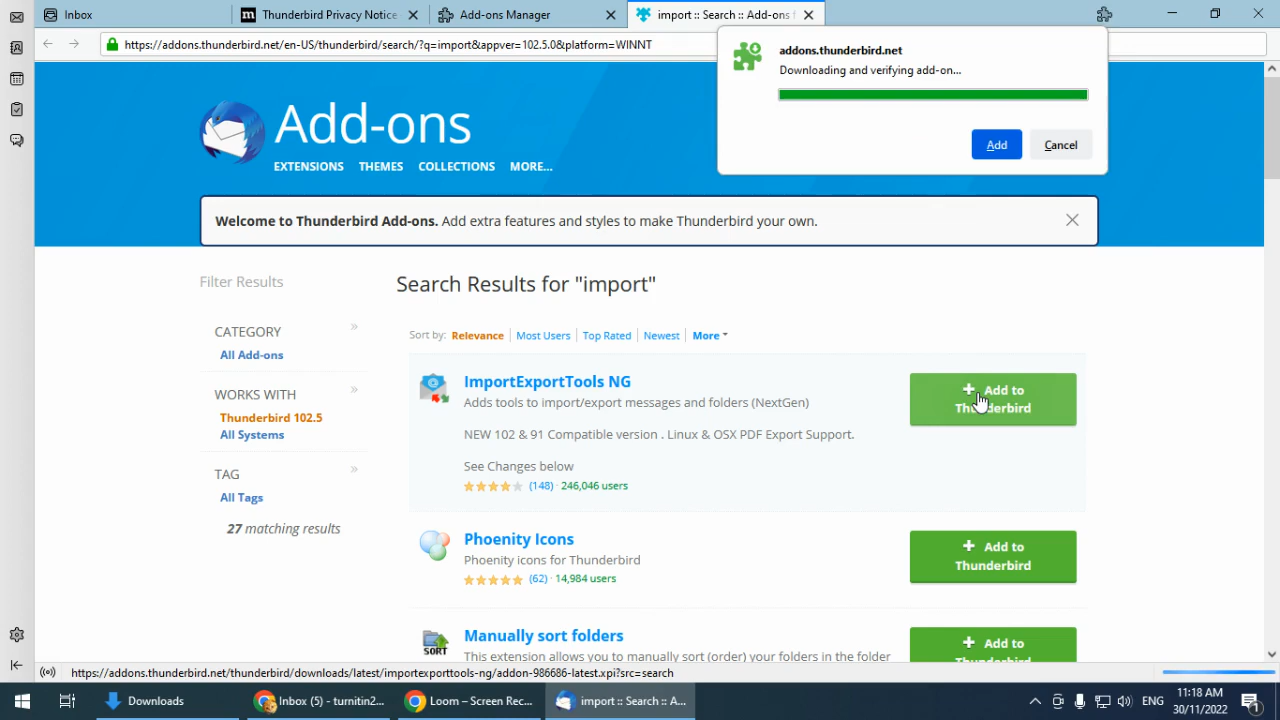 Inbox
Thunderbird Privacy Notice
Add-ons Manager
import :: Search :: Add-ons
https://addons.thunderbird.net/en-US/thunderbird/search/?q=import&appver=102.5.0&platform=WINNT
addons.thunderbird.net
Downloading and verifying add-on...
Add
Cancel
Add-ons
EXTENSIONS THEMES COLLECTIONS MORE...
Welcome to Thunderbird Add-ons. Add extra features and styles to make Thunderbird your own.
Filter Results
CATEGORY »
All Add-ons
WORKS WITH »
Thunderbird 102.5
All Systems
TAG »
All Tags
27 matching results
Search Results for "import"
Sort by: Relevance Most Users Top Rated Newest More
ImportExportTools NG
Adds tools to import/export messages and folders (NextGen)
NEW 102 & 91 Compatible version . Linux & OSX PDF Export Support.
See Changes below
(148) · 246,046 users
+ Add to
Thunderbird
Phoenity Icons
Phoenity icons for Thunderbird
(62) · 14,984 users
+ Add to
Thunderbird
SORT
Manually sort folders
This extension allows you to manually sort (order) your folders in the folder
+ Add to
Thunderbird
https://addons.thunderbird.net/thunderbird/downloads/latest/importexporttools-ng/addon-986686-latest.xpi?src=search
Downloads
Inbox (5) - turnitin2...
Loom – Screen Rec...
import :: Search :: A...
ENG
11:18 AM
30/11/2022
1